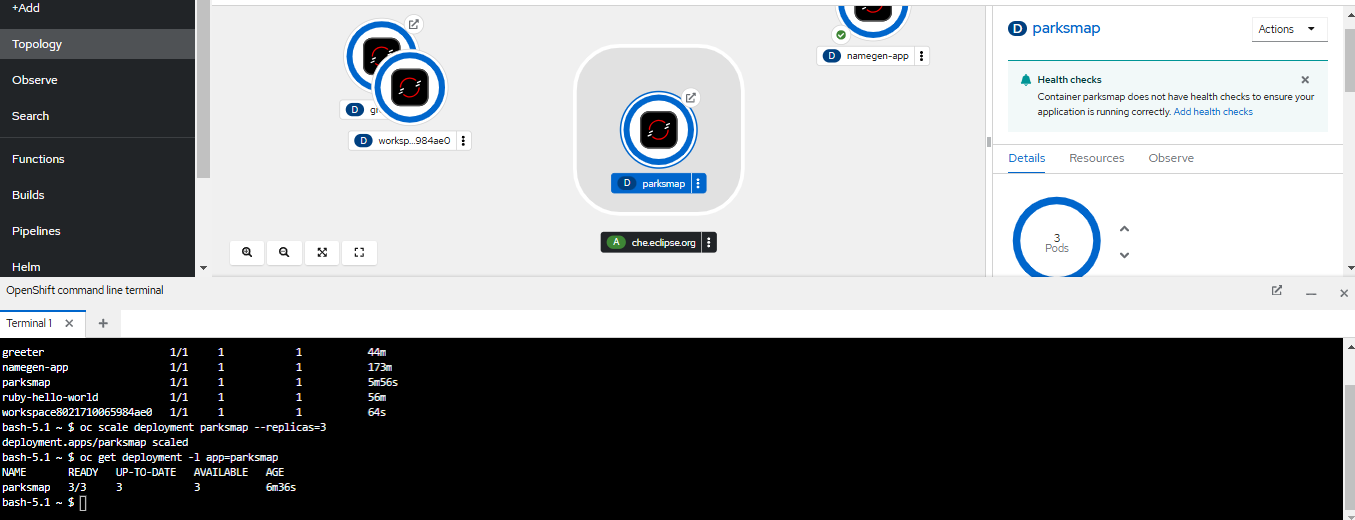 +Add
Topology
Observe
Search
Functions
Builds
Pipelines
Helm
D
D worksp...984ae0
D namegen-app
D parksmap
A che.eclipse.org
D parksmap
Actions
Health checks
Container parksmap does not have health checks to ensure your
application is running correctly. Add health checks
Details Resources Observe
3
Pods
OpenShift command line terminal
Terminal 1
greeter 1/1 1 1 44m
namegen-app 1/1 1 1 173m
parksmap 1/1 1 1 5m56s
ruby-hello-world 1/1 1 1 56m
workspace8021710065984ae0 1/1 1 1 64s
bash-5.1 ~ $ oc scale deployment parksmap --replicas=3
deployment.apps/parksmap scaled
bash-5.1 ~ $ oc get deployment -l app=parksmap
NAME READY UP-TO-DATE AVAILABLE AGE
parksmap 3/3 3 3 6m36s
bash-5.1 ~ $